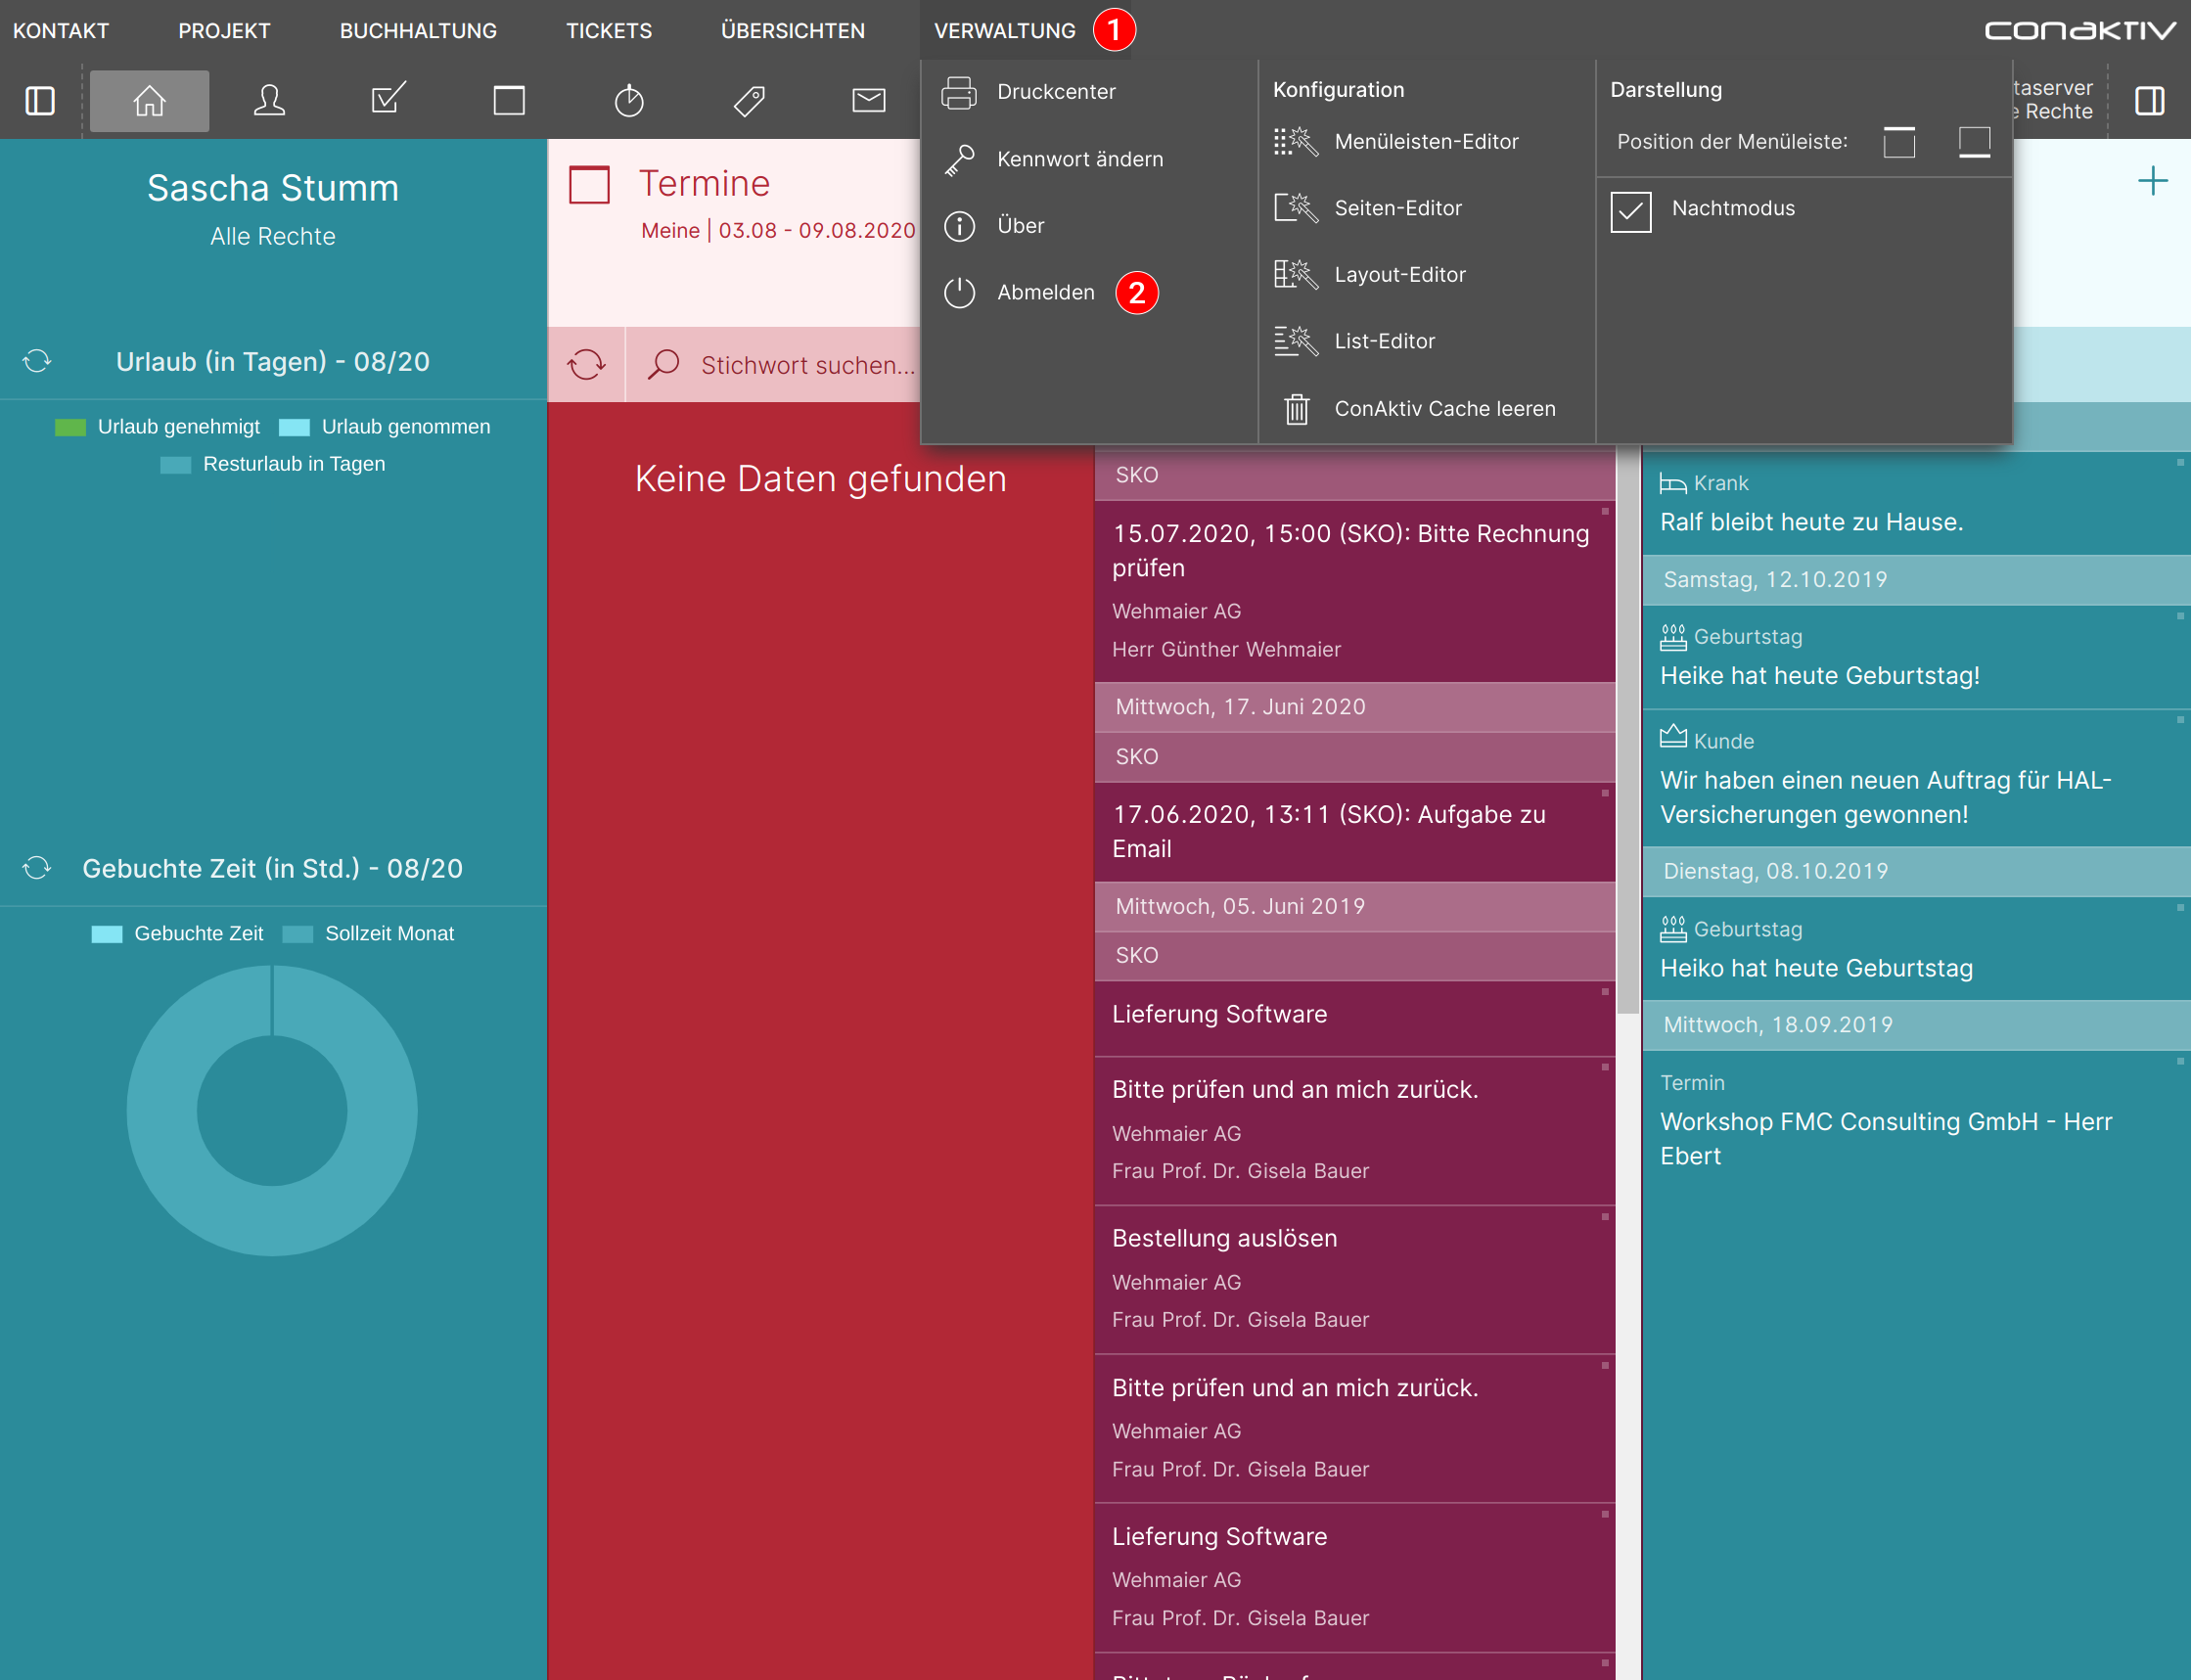 KONTAKT PROJEKT BUCHHALTUNG TICKETS ÜBERSICHTEN VERWALTUNG 1 conaktiv
Druckcenter
Kennwort ändern
Über
Abmelden 2
Konfiguration
Menüleisten-Editor
Seiten-Editor
Layout-Editor
List-Editor
ConAktiv Cache leeren
Darstellung
Position der Menüleiste:
Nachtmodus
taserver
Rechte
Sascha Stumm
Alle Rechte
Urlaub (in Tagen) - 08/20
Urlaub genehmigt Urlaub genommen
Resturlaub in Tagen
Gebuchte Zeit (in Std.) - 08/20
Gebuchte Zeit Sollzeit Monat
Termine
Meine | 03.08 - 09.08.2020
Stichwort suchen...
Keine Daten gefunden
SKO
15.07.2020, 15:00 (SKO): Bitte Rechnung
prüfen
Wehmaier AG
Herr Günther Wehmaier
Mittwoch, 17. Juni 2020
SKO
17.06.2020, 13:11 (SKO): Aufgabe zu
Email
Mittwoch, 05. Juni 2019
SKO
Lieferung Software
Bitte prüfen und an mich zurück.
Wehmaier AG
Frau Prof. Dr. Gisela Bauer
Bestellung auslösen
Wehmaier AG
Frau Prof. Dr. Gisela Bauer
Bitte prüfen und an mich zurück.
Wehmaier AG
Frau Prof. Dr. Gisela Bauer
Lieferung Software
Wehmaier AG
Frau Prof. Dr. Gisela Bauer
Krank
Ralf bleibt heute zu Hause.
Samstag, 12.10.2019
Geburtstag
Heike hat heute Geburtstag!
Kunde
Wir haben einen neuen Auftrag für HAL-
Versicherungen gewonnen!
Dienstag, 08.10.2019
Geburtstag
Heiko hat heute Geburtstag
Mittwoch, 18.09.2019
Termin
Workshop FMC Consulting GmbH - Herr
Ebert